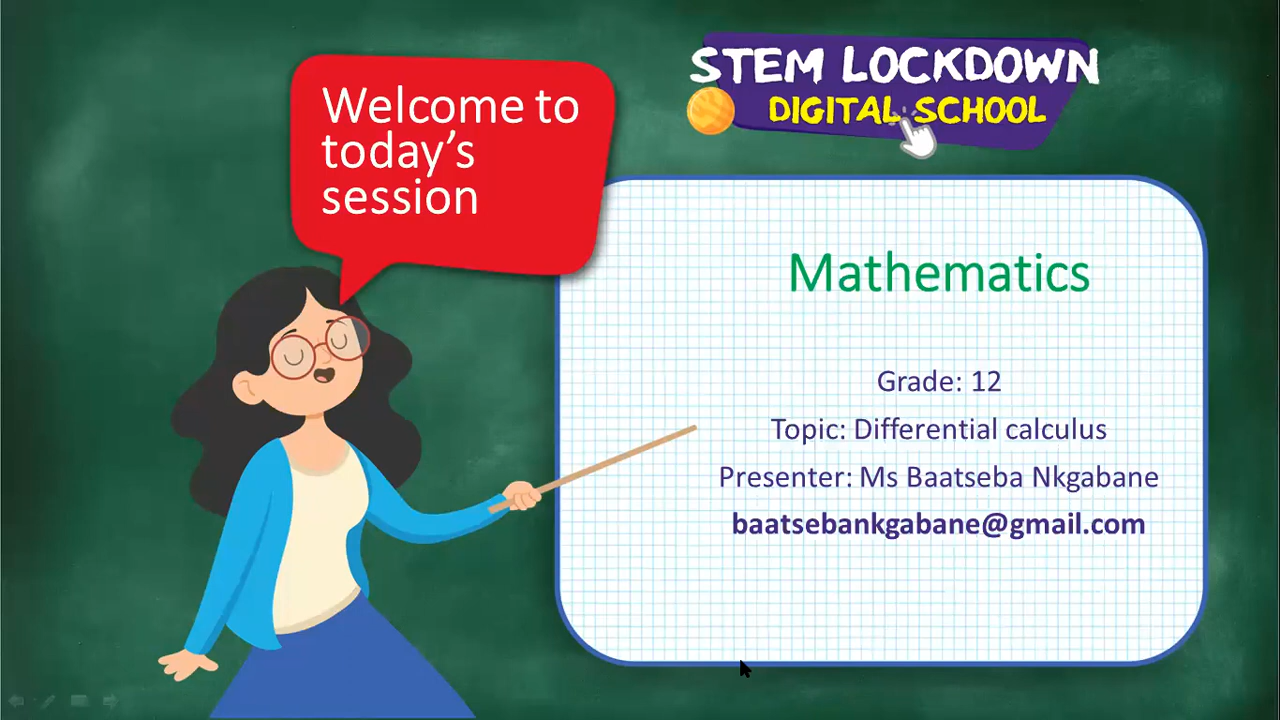 STEM LOCKDOWN
DIGITAL SCHOOL
Welcome to
today’s
session
Mathematics
Grade: 12
Topic: Differential calculus
Presenter: Ms Baatseba Nkgabane
baatsebankgabane@gmail.com